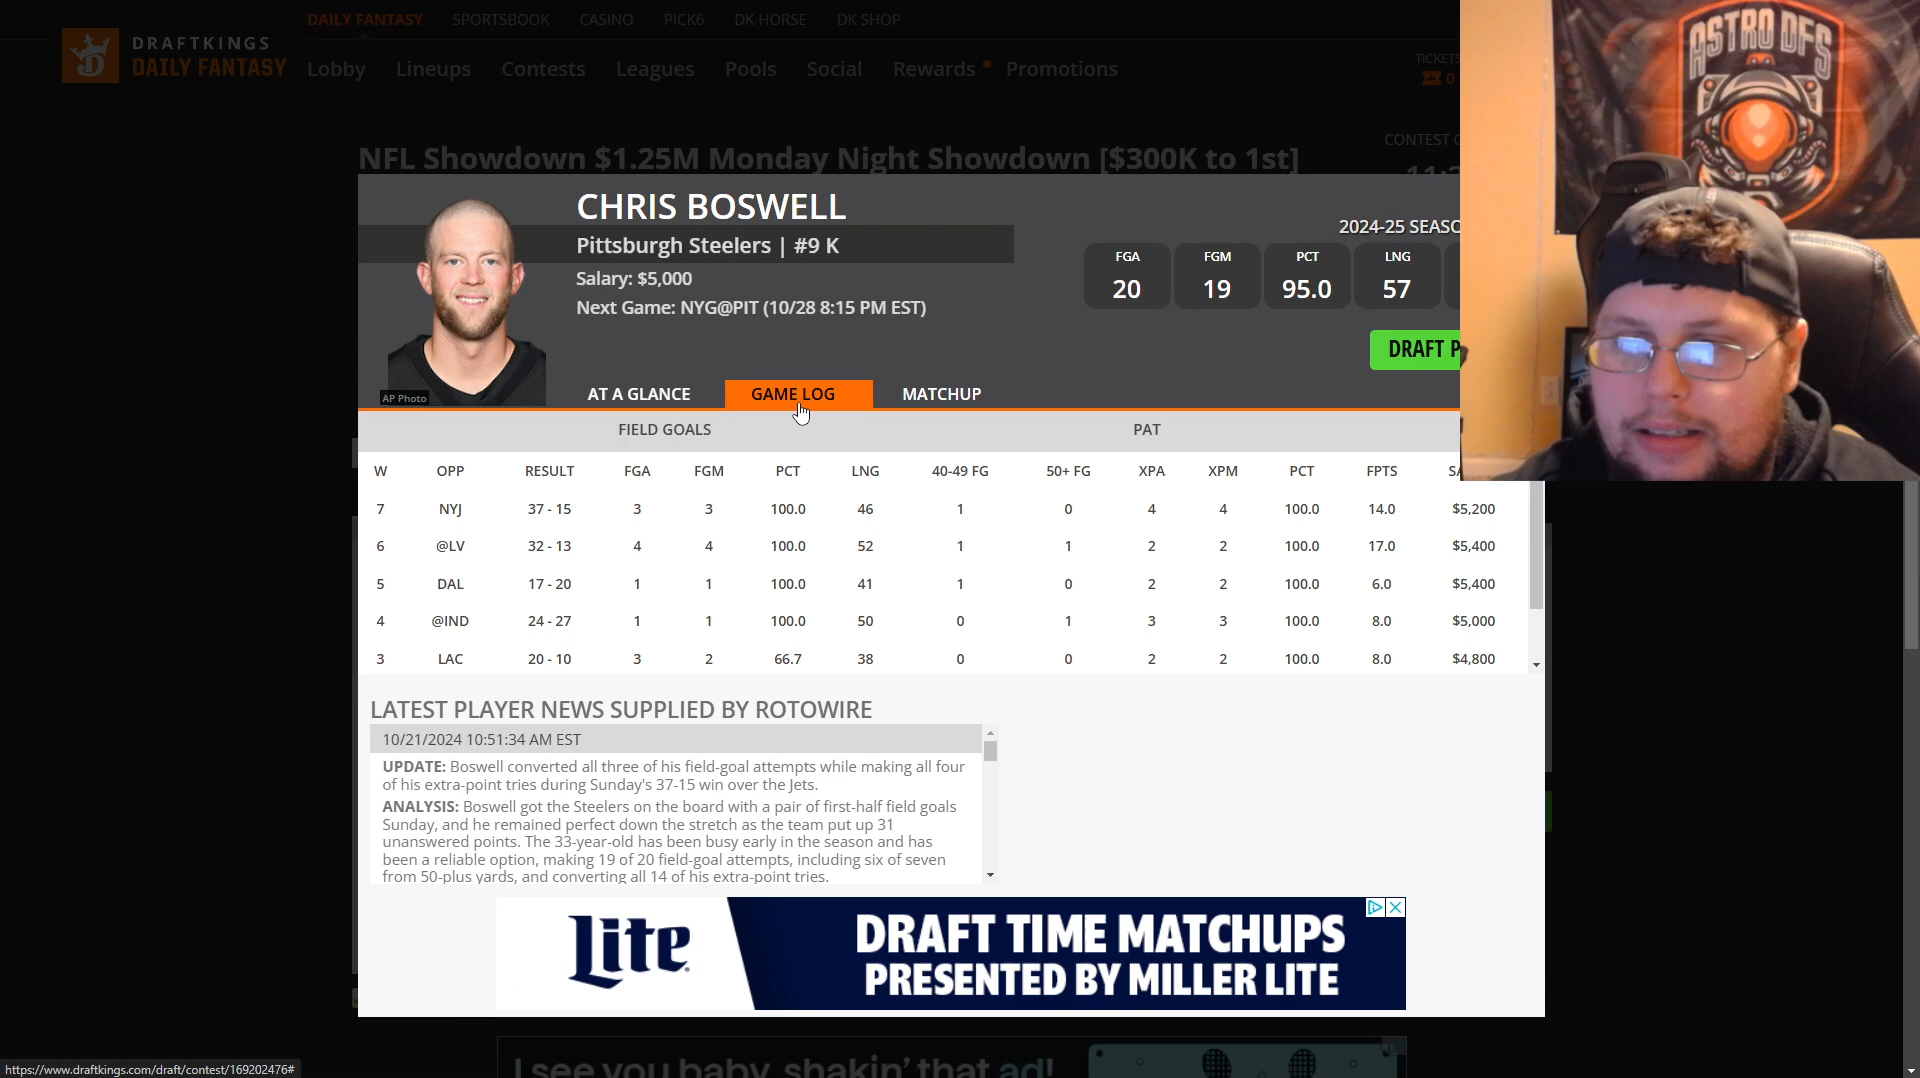 DAILY FANTASY SPORTSBOOK CASINO PICK6 DK HORSE DK SHOP
DRAFTKINGS
DAILY FANTASY
Lobby Lineups Contests Leagues Pools Social Rewards Promotions
TICKETS
0
CONTEST
NFL Showdown $1.25M Monday Night Showdown [$300K to 1st]
ASTRO DFS
CHRIS BOSWELL
Pittsburgh Steelers | #9 K
Salary: $5,000
Next Game: NYG@PIT (10/28 8:15 PM EST)
2024-25 SEASO
FGA FGM PCT LNG
20 19 95.0 57
DRAFT P
AP Photo
AT A GLANCE GAME LOG MATCHUP
FIELD GOALS PAT
W OPP RESULT FGA FGM PCT LNG 40-49 FG 50+ FG XPA XPM PCT FPTS SA
7 NYJ 37 - 15 3 3 100.0 46 1 0 4 4 100.0 14.0 $5,200
6 @LV 32 - 13 4 4 100.0 52 1 1 2 2 100.0 17.0 $5,400
5 DAL 17 - 20 1 1 100.0 41 1 0 2 2 100.0 6.0 $5,400
4 @IND 24 - 27 1 1 100.0 50 0 1 3 3 100.0 8.0 $5,000
3 LAC 20 - 10 3 2 66.7 38 0 0 2 2 100.0 8.0 $4,800
LATEST PLAYER NEWS SUPPLIED BY ROTOWIRE
10/21/2024 10:51:34 AM EST
UPDATE: Boswell converted all three of his field-goal attempts while making all four
of his extra-point tries during Sunday's 37-15 win over the Jets.
ANALYSIS: Boswell got the Steelers on the board with a pair of first-half field goals
Sunday, and he remained perfect down the stretch as the team put up 31
unanswered points. The 33-year-old has been busy early in the season and has
been a reliable option, making 19 of 20 field-goal attempts, including six of seven
from 50-plus yards, and converting all 14 of his extra-point tries.
Lite
DRAFT TIME MATCHUPS
PRESENTED BY MILLER LITE
I see you baby, shakin' that ad!
https://www.draftkings.com/draft/contest/169202476#